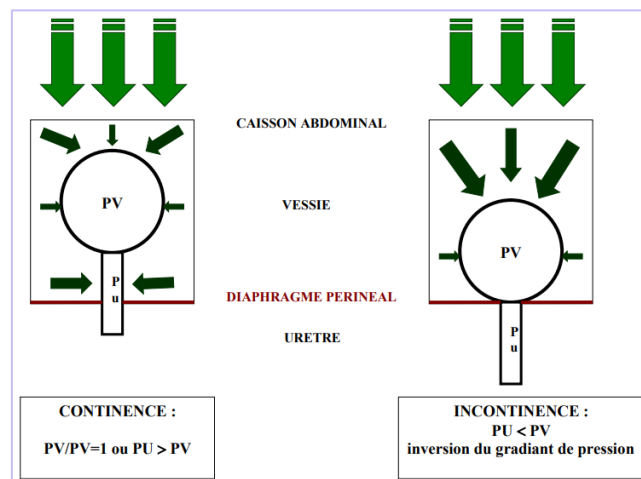 CAISSON ABDOMINAL
PV
VESSIE
PV
P
u
DIAPHRAGME PERINEAL
URETRE
P
u
CONTINENCE :
PV/PV=1 ou PU > PV
INCONTINENCE :
PU < PV
inversion du gradiant de pression